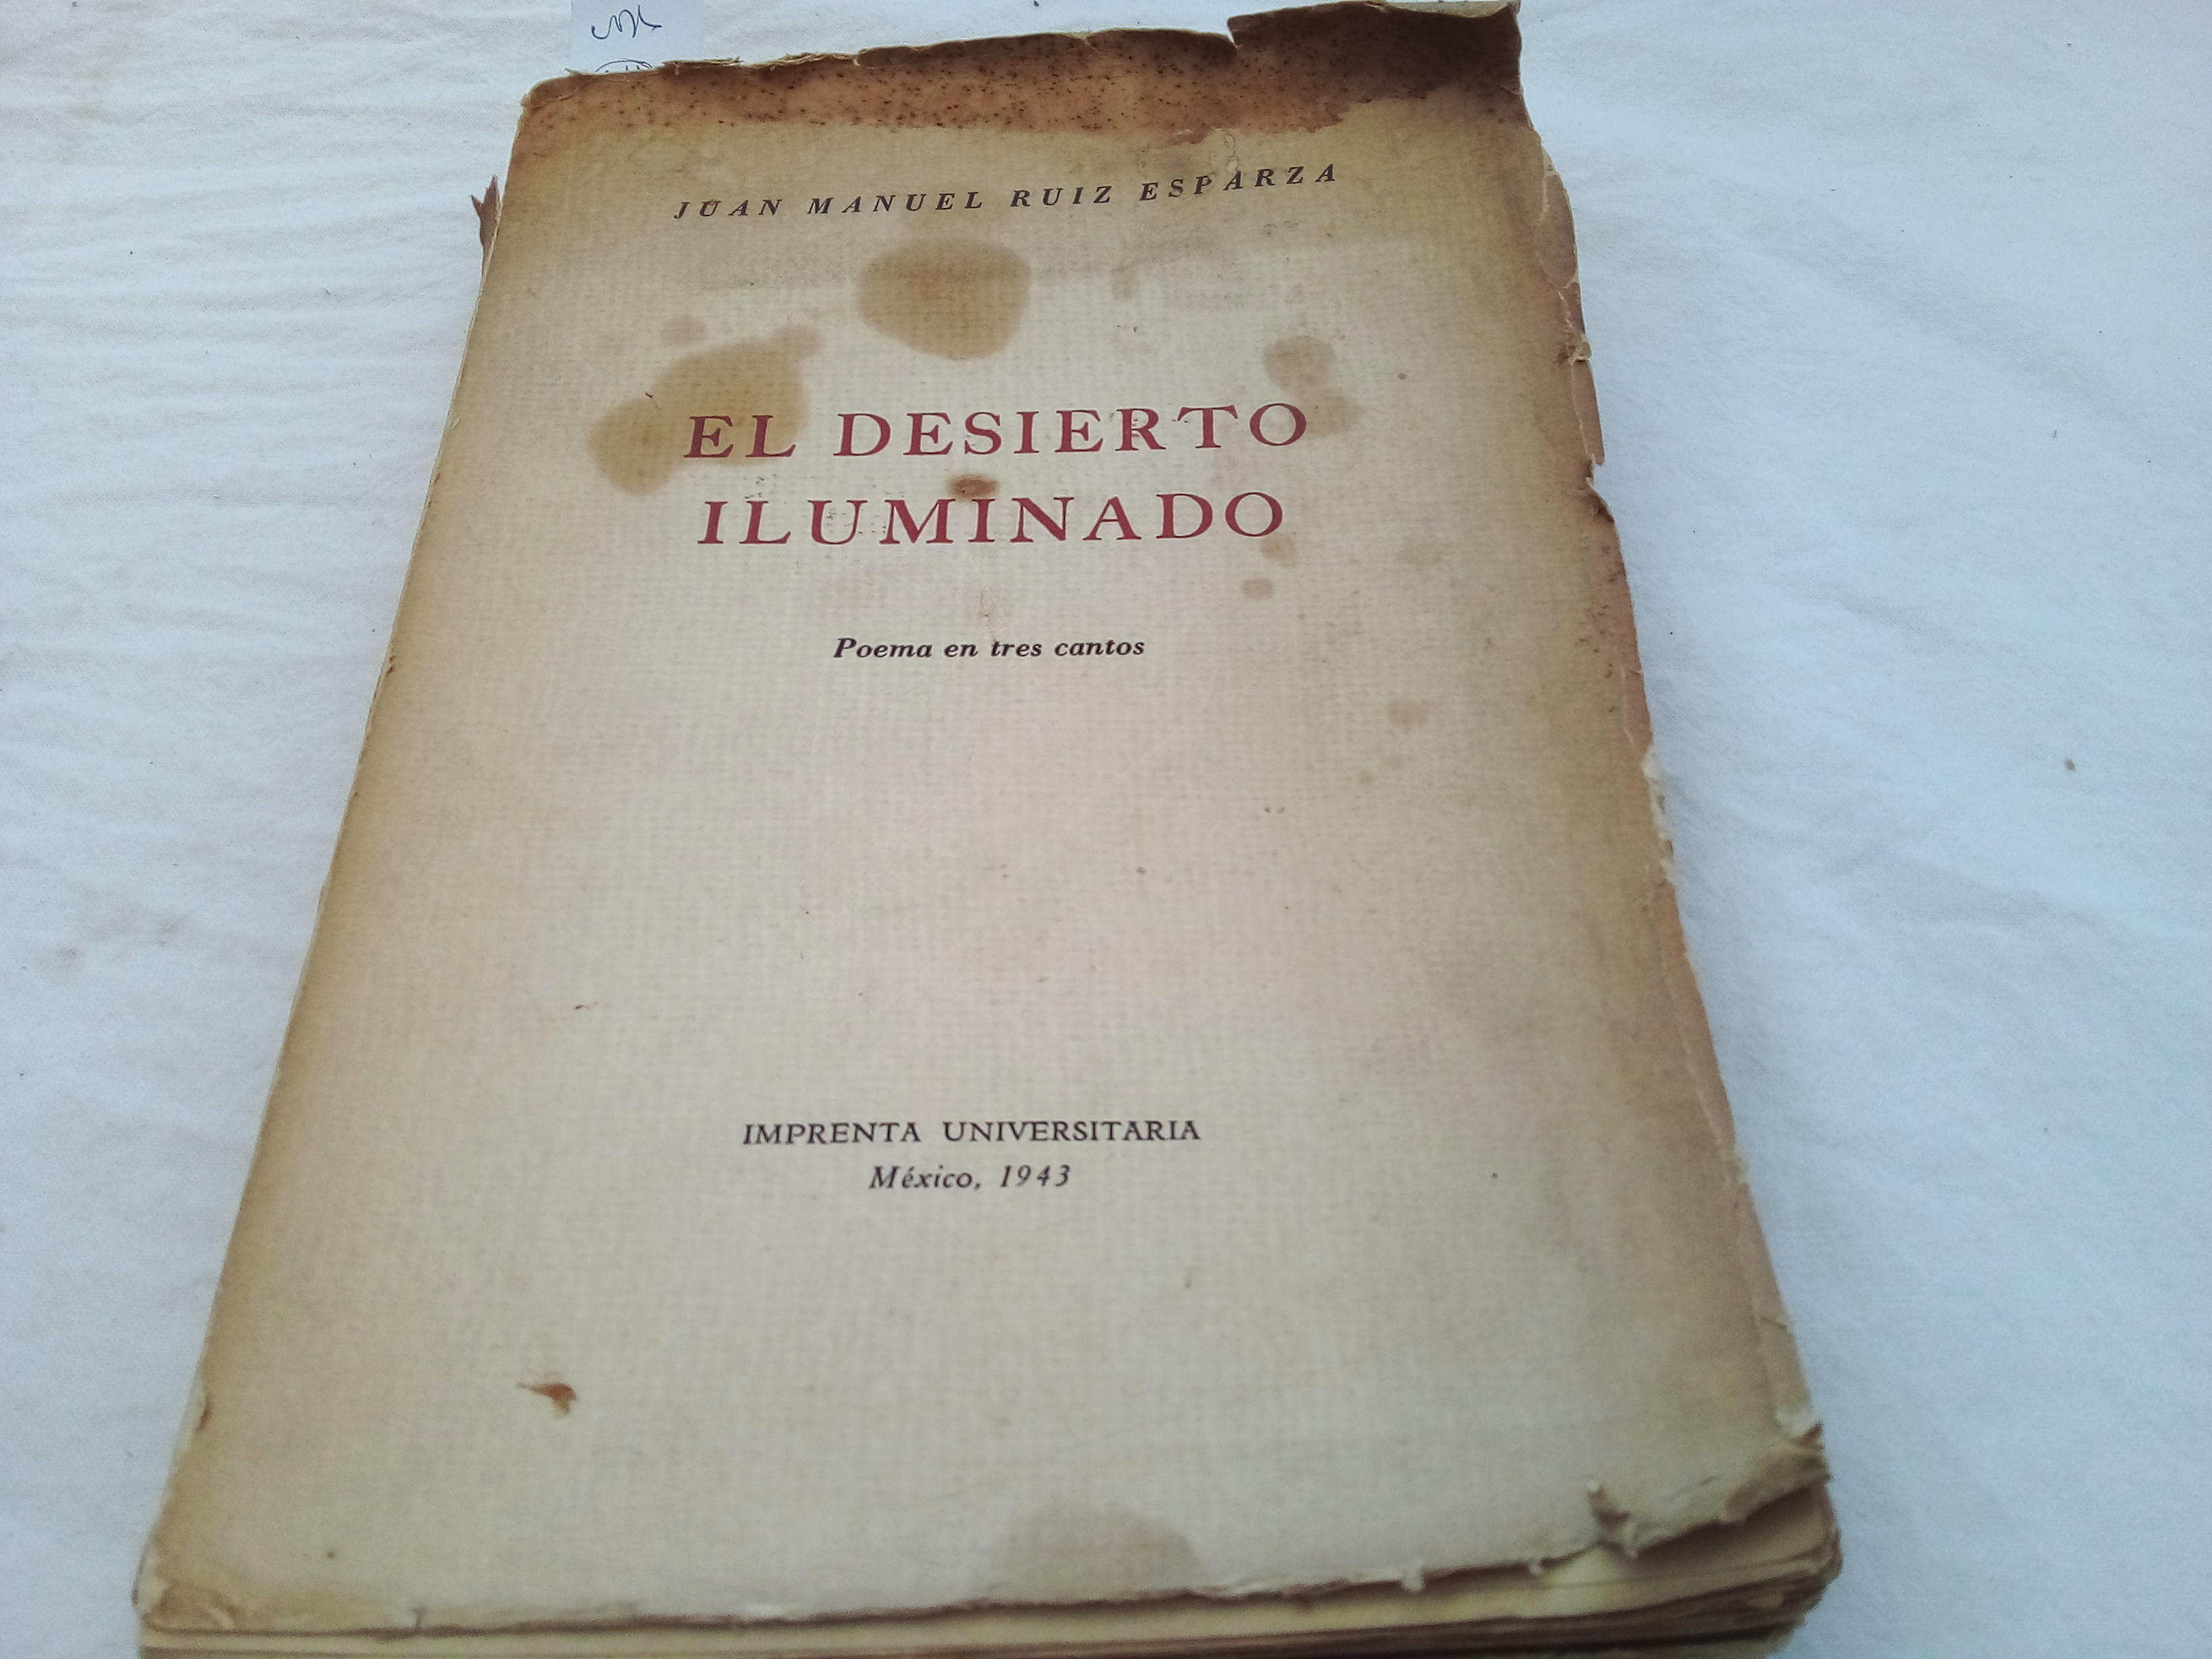 JUAN MANUEL RUIZ ESPARZA
EL DESIERTO
ILUMINADO
Poema en tres cantos
IMPRENTA UNIVERSITARIA
México, 1943